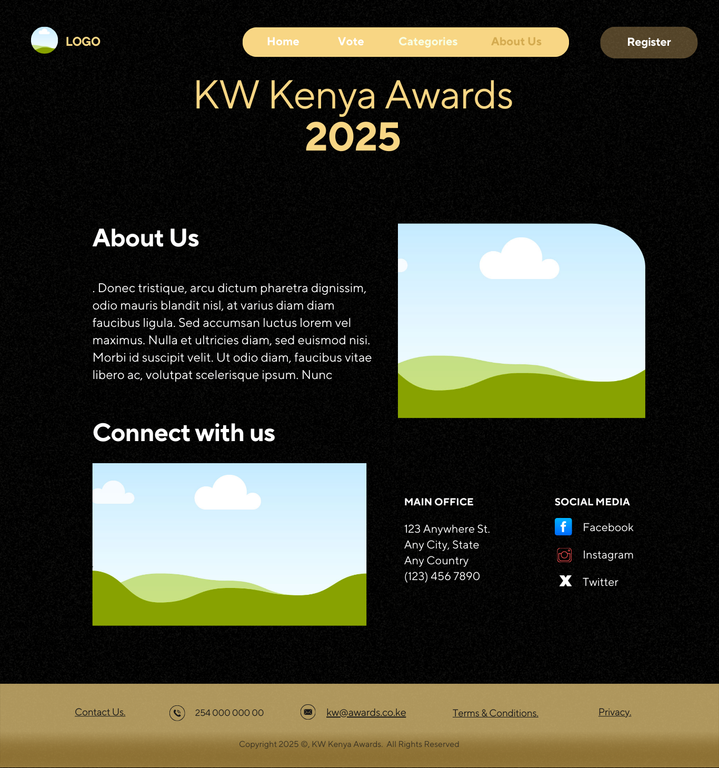 LOGO
Home Vote Categories About Us
Register
KW Kenya Awards
2025
About Us
. Donec tristique, arcu dictum pharetra dignissim,
odio mauris blandit nisl, at varius diam diam
faucibus ligula. Sed accumsan luctus lorem vel
maximus. Nulla et ultricies diam, sed euismod nisi.
Morbi id suscipit velit. Ut odio diam, faucibus vitae
libero ac, volutpat scelerisque ipsum. Nunc
Connect with us
MAIN OFFICE
123 Anywhere St.
Any City, State
Any Country
(123) 456 7890
SOCIAL MEDIA
Facebook
Instagram
Twitter
Contact Us. 254 000 000 00 kw@awards.co.ke Terms & Conditions. Privacy.
Copyright 2025 ©, KW Kenya Awards. All Rights Reserved